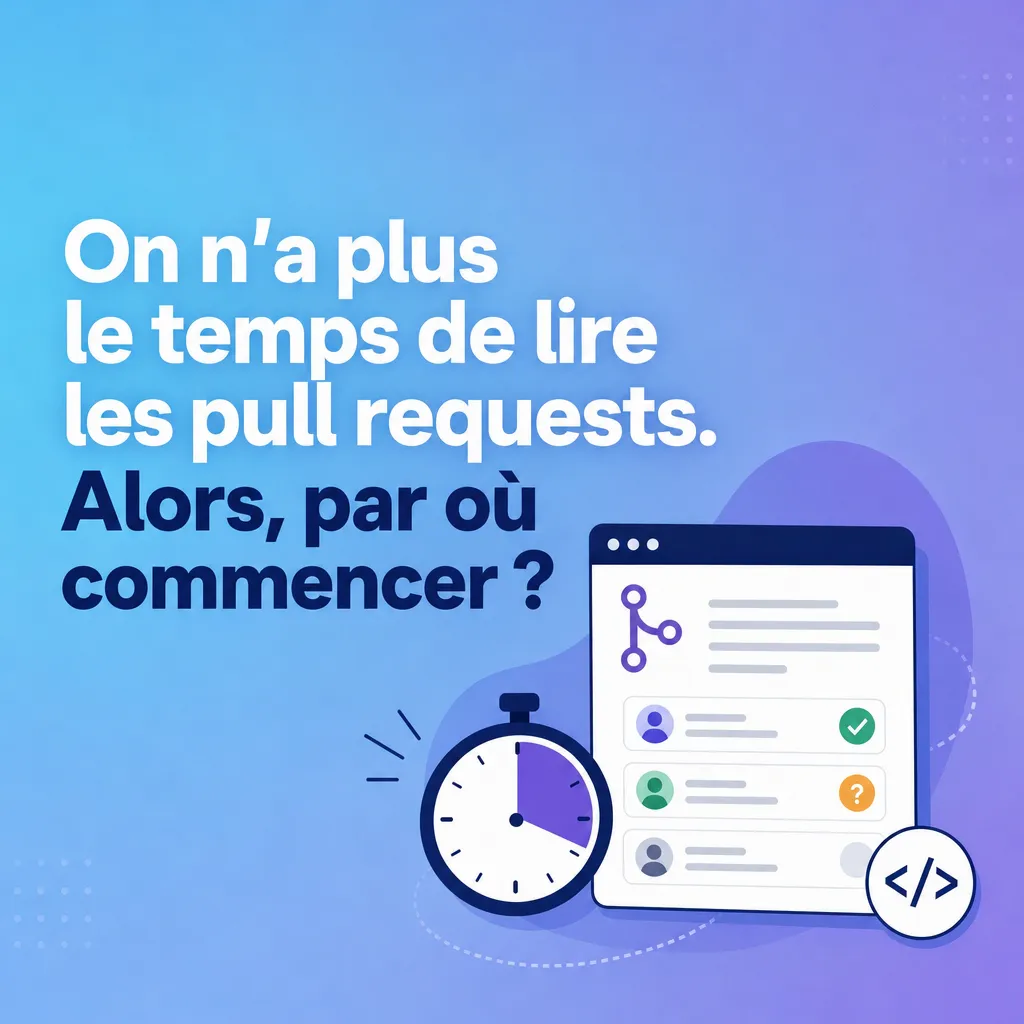 On n’a plus
le temps de lire
les pull requests.
Alors, par où
commencer ?
?
</>